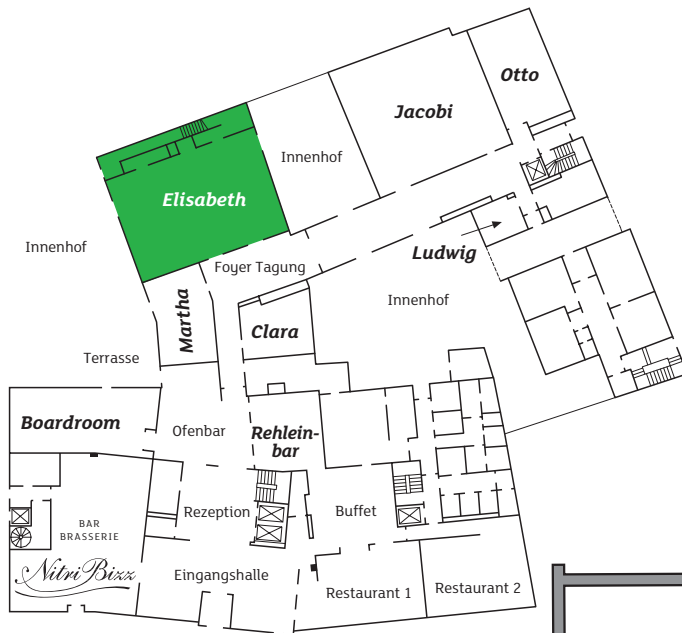 Otto
Jacobi
Innenhof
Elisabeth
Innenhof
Ludwig
Foyer Tagung
Innenhof
Martha
Clara
Terrasse
Boardroom
Ofenbar
Rehlein-
bar
Rezeption
Buffet
BAR
BRASSERIE
NitriBizz
Eingangshalle
Restaurant 1
Restaurant 2